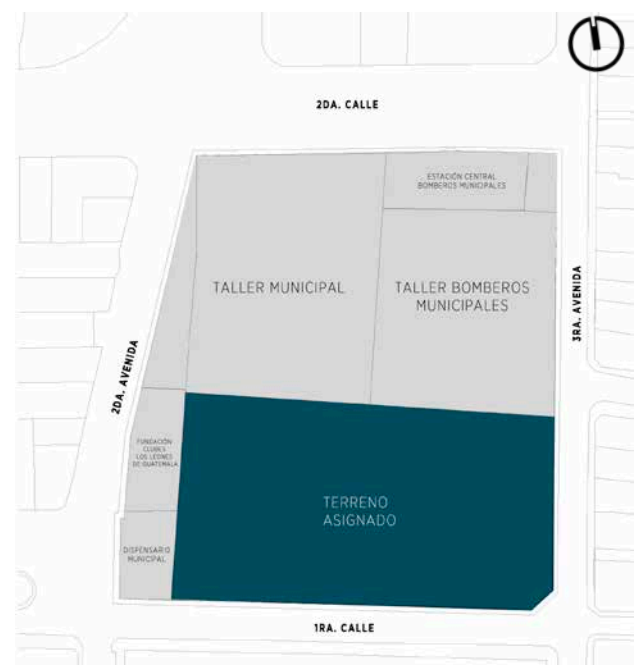 2DA. CALLE
ESTACIÓN CENTRAL
BOMBEROS MUNICIPALES
TALLER MUNICIPAL
TALLER BOMBEROS
MUNICIPALES
3RA. AVENIDA
2DA. AVENIDA
FUNDACIÓN
CLUBES
LOS LEONES
DE GUATEMALA
TERRENO
ASIGNADO
DISPENSARIO
MUNICIPAL
1RA. CALLE